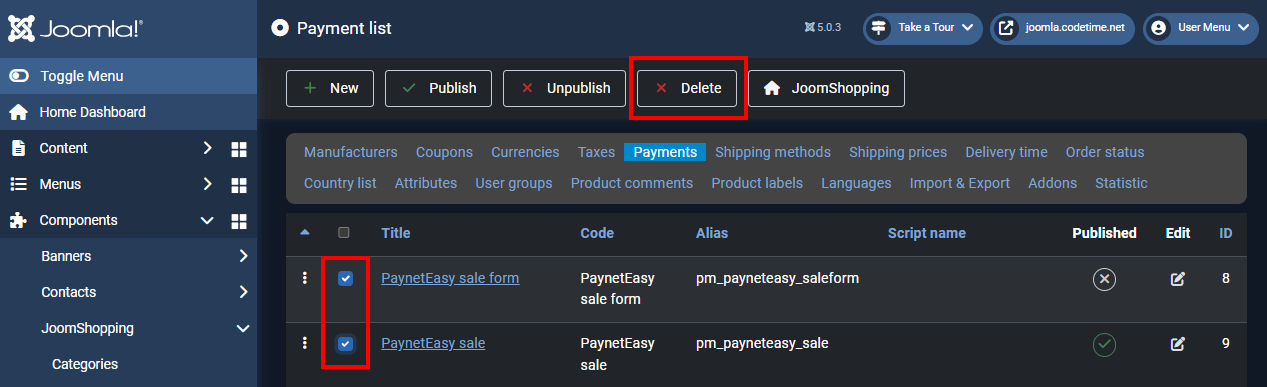 Joomla!
Payment list
5.0.3
Take a Tour
joomla.codetime.net
User Menu
Toggle Menu
Home Dashboard
Content
Menus
Components
Banners
Contacts
JoomShopping
Categories
New
Publish
Unpublish
Delete
JoomShopping
Manufacturers Coupons Currencies Taxes Payments Shipping methods Shipping prices Delivery time Order status
Country list Attributes User groups Product comments Product labels Languages Import & Export Addons Statistic
Title Code Alias Script name Published Edit ID
PaynetEasy sale form PaynetEasy pm_payneteasy_saleform 8
sale form
PaynetEasy sale PaynetEasy pm_payneteasy_sale 9
sale